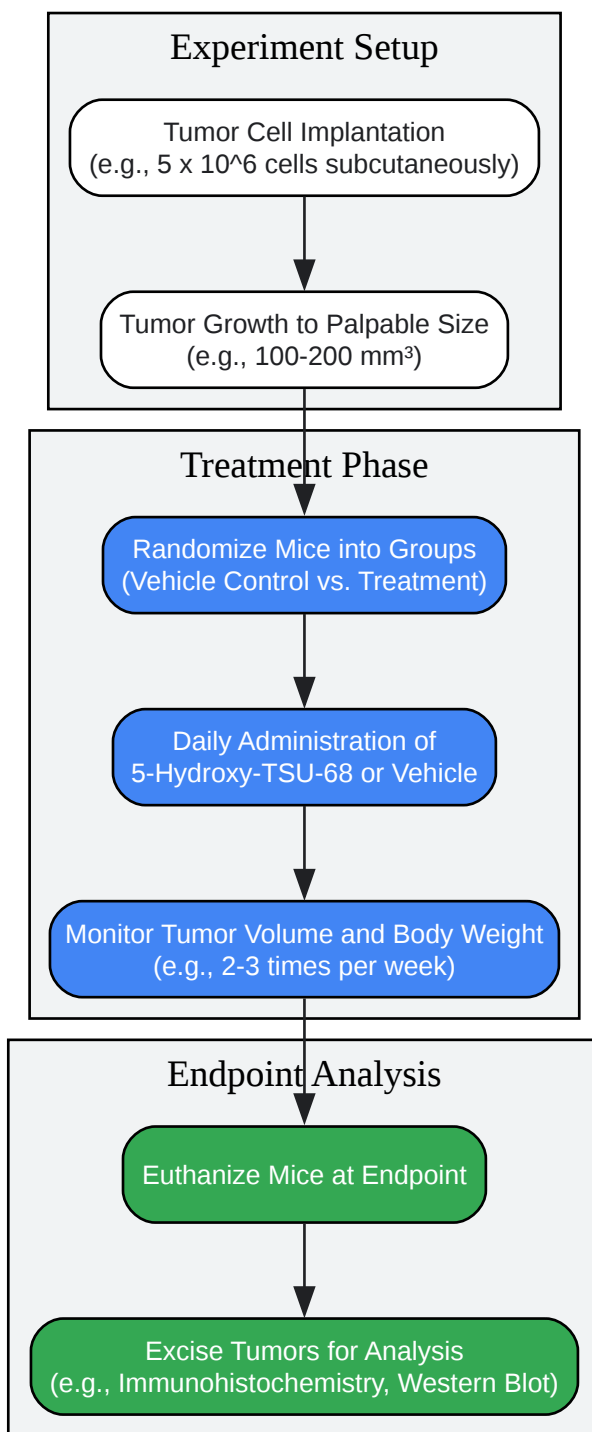 Experiment Setup
Tumor Cell Implantation
(e.g., 5 x 10^6 cells subcutaneously)
Tumor Growth to Palpable Size
(e.g., 100-200 mm³)
Treatment Phase
Randomize Mice into Groups
(Vehicle Control vs. Treatment)
Daily Administration of
5-Hydroxy-TSU-68 or Vehicle
Monitor Tumor Volume and Body Weight
(e.g., 2-3 times per week)
Endpoint Analysis
Euthanize Mice at Endpoint
Excise Tumors for Analysis
(e.g., Immunohistochemistry, Western Blot)